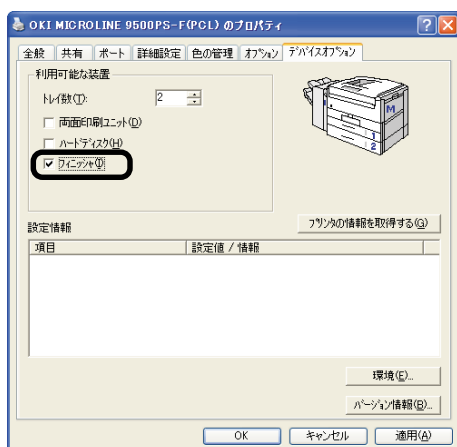 OKI MICROLINE 9500PS-F(PCL) のプロパティ
全般 共有 ポート 詳細設定 色の管理 オプション デバイスオプション
利用可能な装置
トレイ数(T): 2
両面印刷ユニット(D)
ハードディスク(H)
フィニッシャ(I)
M
1
2
設定情報
プリンタの情報を取得する(G)
項目 設定値 / 情報
環境(E)...
バージョン情報(B)...
OK キャンセル 適用(A)